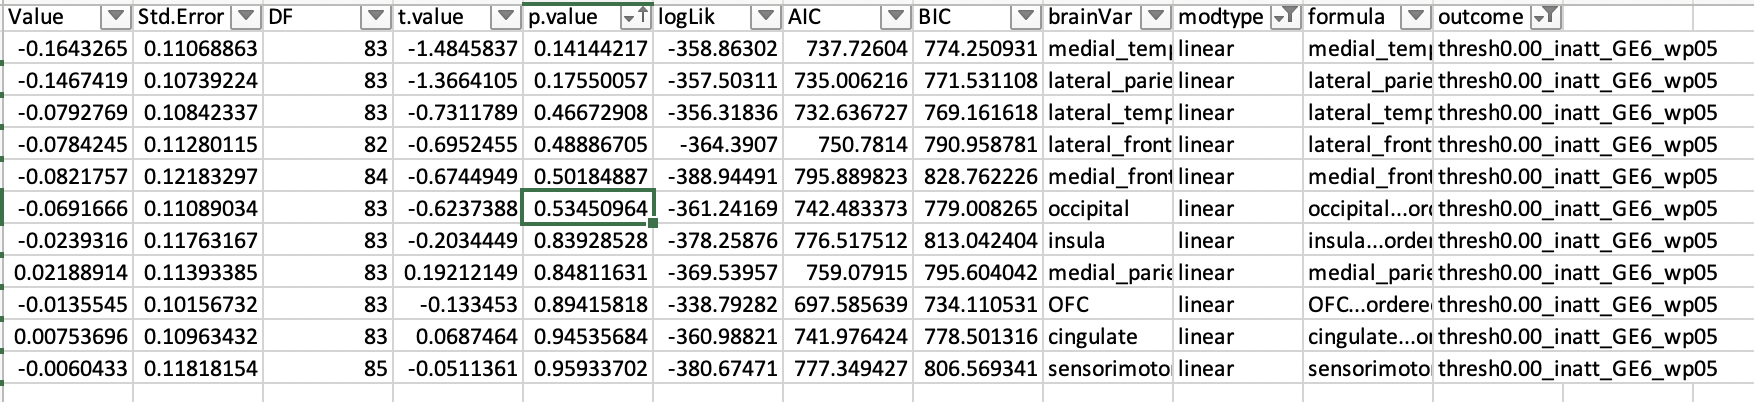 Value Std.Error DF t.value p.value logLik AIC BIC brainVar modtype formula outcome
-0.1643265 0.11068863 83 -1.4845837 0.14144217 -358.86302 737.72604 774.250931 medial_temp linear medial_temp thresh0.00_inatt_GE6_wp05
-0.1467419 0.10739224 83 -1.3664105 0.17550057 -357.50311 735.006216 771.531108 lateral_parie linear lateral_parie thresh0.00_inatt_GE6_wp05
-0.0792769 0.10842337 83 -0.7311789 0.46672908 -356.31836 732.636727 769.161618 lateral_temp linear lateral_temp thresh0.00_inatt_GE6_wp05
-0.0784245 0.11280115 82 -0.6952455 0.48886705 -364.3907 750.7814 790.958781 lateral_front linear lateral_front thresh0.00_inatt_GE6_wp05
-0.0821757 0.12183297 84 -0.6744949 0.50184887 -388.94491 795.889823 828.762226 medial_front linear medial_front thresh0.00_inatt_GE6_wp05
-0.0691666 0.11089034 83 -0.6237388 0.53450964 -361.24169 742.483373 779.008265 occipital linear occipital...ord thresh0.00_inatt_GE6_wp05
-0.0239316 0.11763167 83 -0.2034449 0.83928528 -378.25876 776.517512 813.042404 insula linear insula...order thresh0.00_inatt_GE6_wp05
0.02188914 0.11393385 83 0.19212149 0.84811631 -369.53957 759.07915 795.604042 medial_parie linear medial_parie thresh0.00_inatt_GE6_wp05
-0.0135545 0.10156732 83 -0.133453 0.89415818 -338.79282 697.585639 734.110531 OFC linear OFC...ordere thresh0.00_inatt_GE6_wp05
0.00753696 0.10963432 83 0.0687464 0.94535684 -360.98821 741.976424 778.501316 cingulate linear cingulate...or thresh0.00_inatt_GE6_wp05
-0.0060433 0.11818154 85 -0.0511361 0.95933702 -380.67471 777.349427 806.569341 sensorimoto linear sensorimoto thresh0.00_inatt_GE6_wp05